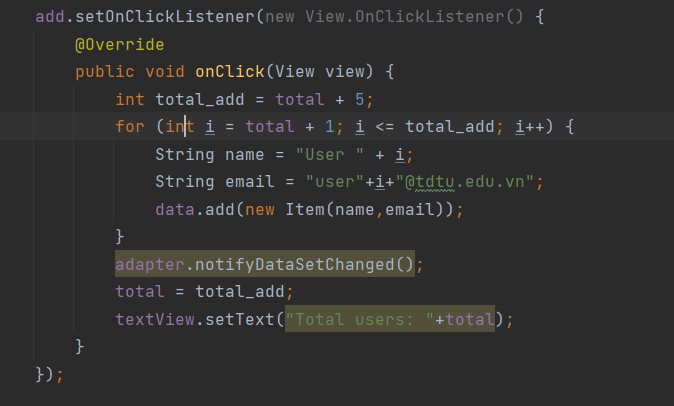 add.setOnClickListener(new View.OnClickListener() {
@Override
public void onClick(View view) {
int total_add = total + 5;
for (int i = total + 1; i <= total_add; i++) {
String name = "User " + i;
String email = "user"+i+"@tdtu.edu.vn";
data.add(new Item(name,email));
}
adapter.notifyDataSetChanged();
total = total_add;
textView.setText("Total users: "+total);
}
});